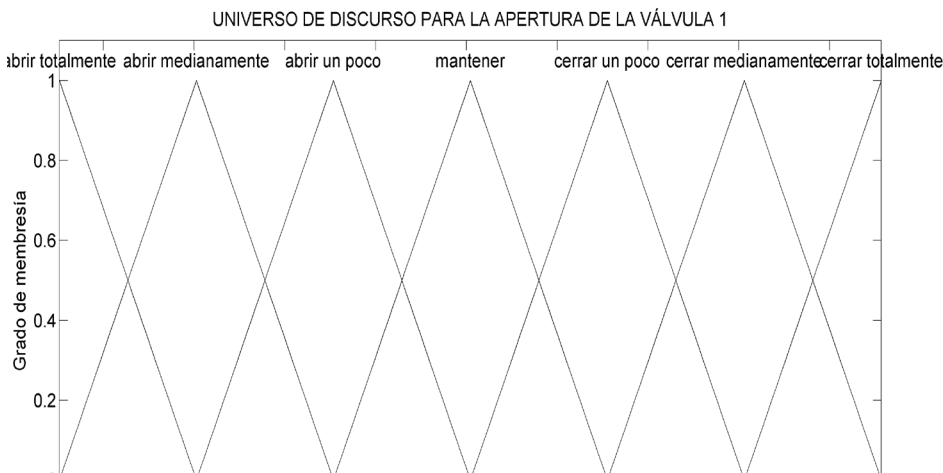 UNIVERSO DE DISCURSO PARA LA APERTURA DE LA VÁLVULA 1
abrir totalmente abrir medianamente abrir un poco mantener cerrar un poco cerrar medianamente cerrar totalmente
1
0.8
0.6
0.4
0.2
Grado de membresía